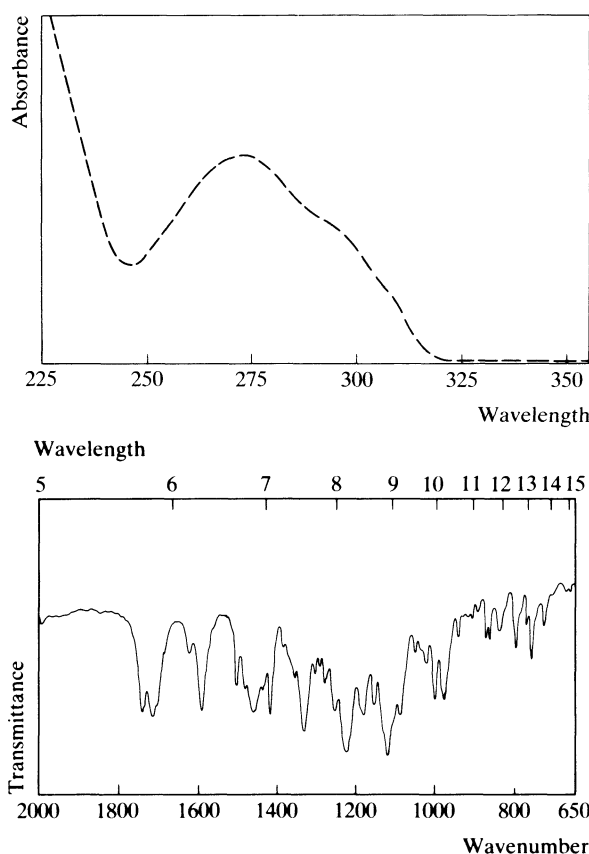 Absorbance
225 250 275 300 325 350
Wavelength
Wavelength
5 6 7 8 9 10 11 12 13 14 15
Transmittance
2000 1800 1600 1400 1200 1000 800 650
Wavenumber